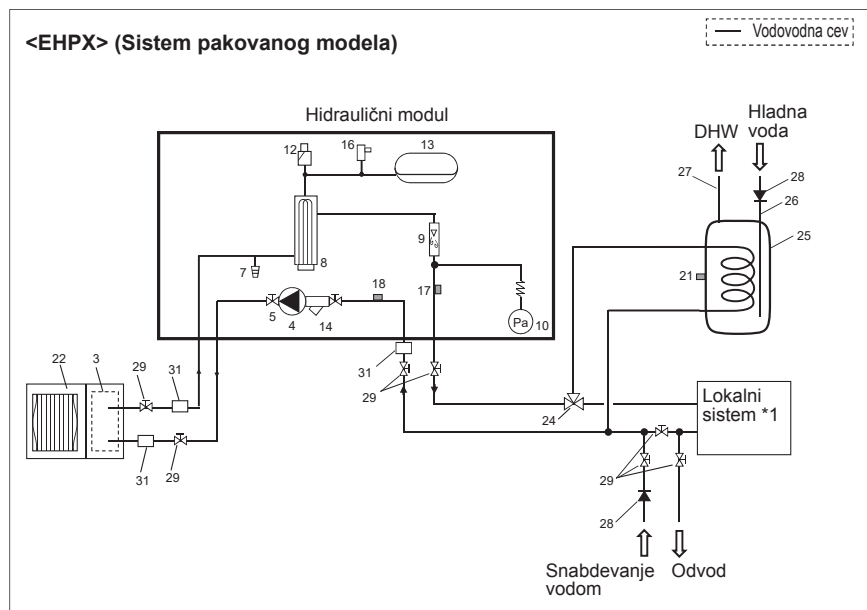 <EHPX> (Sistem pakovanog modela)
Vodovodna cev
Hidraulični modul
12
16
13
DHW
Hladna
voda
27
28
26
25
9
8
7
18
17
21
5
4
14
Pa
10
22
3
29
31
31
29
24
Lokalni
sistem *1
31
29
29
28
Snabdevanje
vodom
Odvod